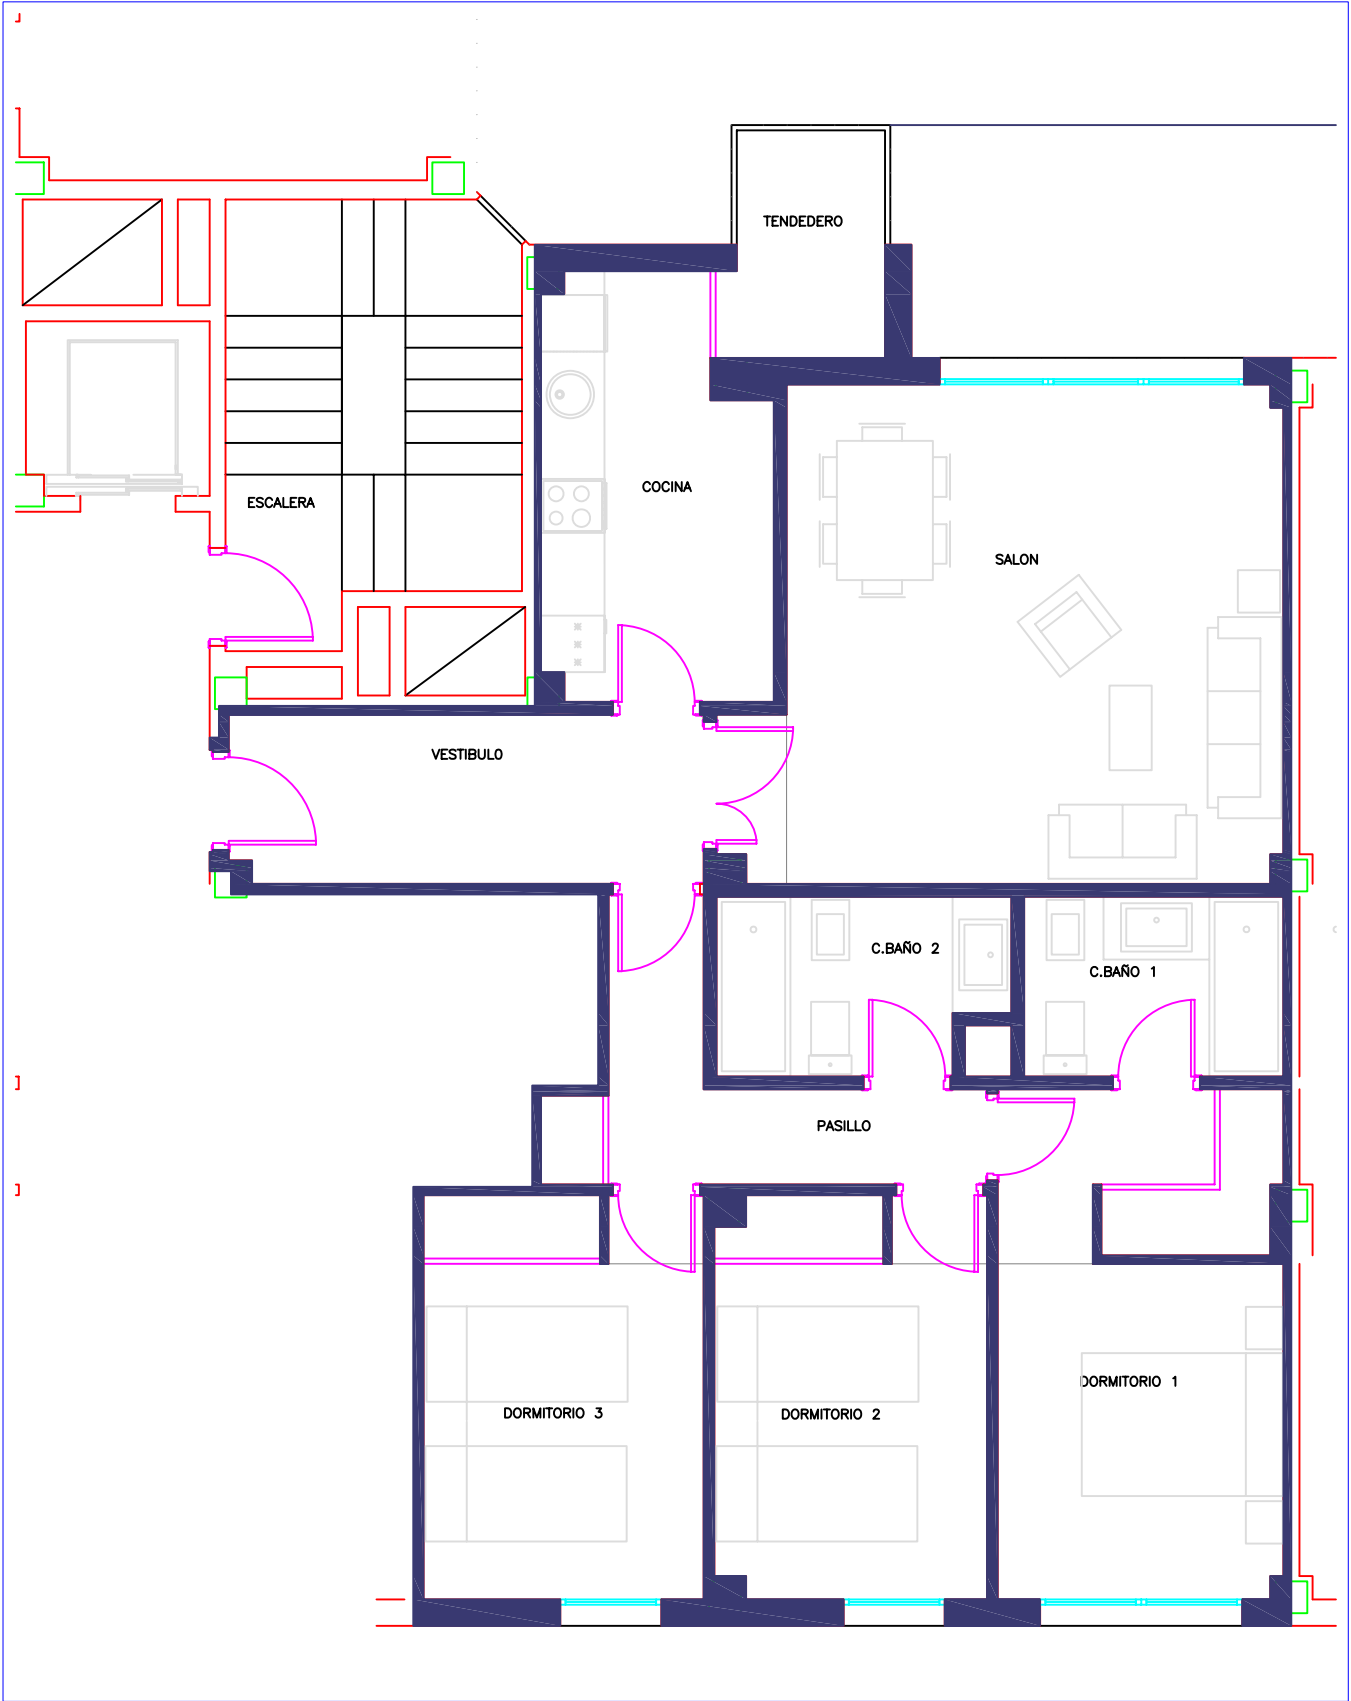 TENDEDERO
COCINA
ESCALERA
SALON
VESTIBULO
C.BAÑO 2
C.BAÑO 1
PASILLO
DORMITORIO 1
DORMITORIO 3
DORMITORIO 2